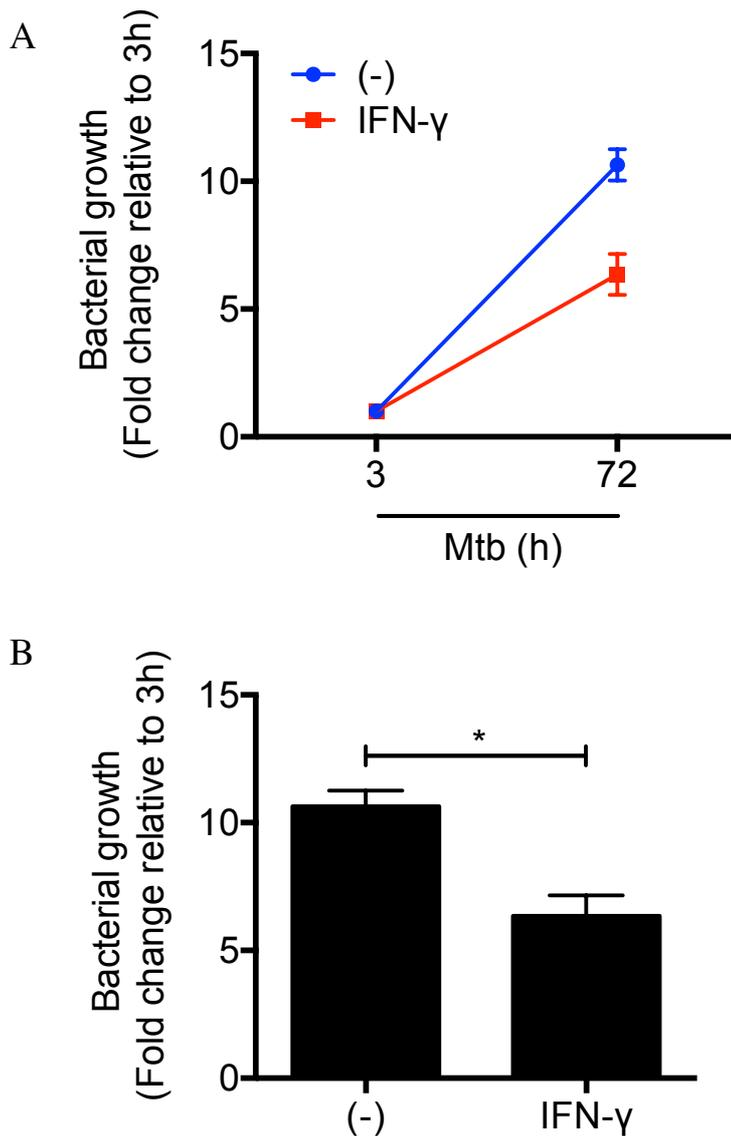 A
Bacterial growth
(Fold change relative to 3h)
15
10
5
0
(-)
IFN-γ
3
72
Mtb (h)
B
Bacterial growth
(Fold change relative to 3h)
15
10
5
0
*
(-)
IFN-γ